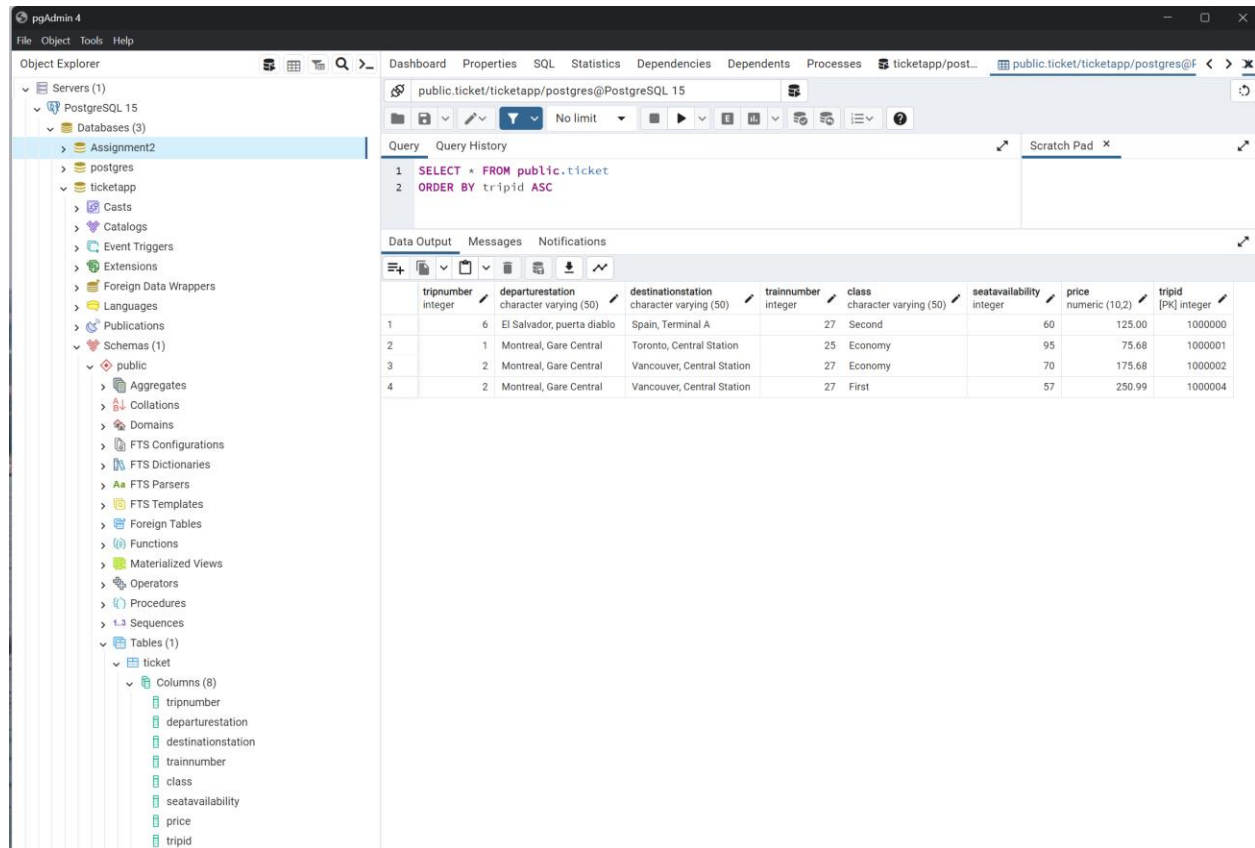 pgAdmin 4
File Object Tools Help
Object Explorer
Servers (1)
PostgreSQL 15
Databases (3)
Assignment2
postgres
ticketapp
Casts
Catalogs
Event Triggers
Extensions
Foreign Data Wrappers
Languages
Publications
Schemas (1)
public
Aggregates
Collations
Domains
FTS Configurations
FTS Dictionaries
Aa FTS Parsers
FTS Templates
Foreign Tables
Functions
Materialized Views
Operators
Procedures
1..3 Sequences
Tables (1)
ticket
Columns (8)
tripnumber
departurestation
destinationstation
trainnumber
class
seatavailability
price
tripid
Dashboard Properties SQL Statistics Dependencies Dependents Processes ticketapp/post... public.ticket/ticketapp/postgres@F
public.ticket/ticketapp/postgres@PostgreSQL 15
No limit
Query Query History
Scratch Pad
1 SELECT * FROM public.ticket
2 ORDER BY tripid ASC
Data Output Messages Notifications
tripnumber departurestation destinationstation trainnumber class seatavailability price tripid
integer character varying (50) character varying (50) integer character varying (50) integer numeric (10,2) [PK] integer
1 6 El Salvador, puerta diablo Spain, Terminal A 27 Second 60 125.00 1000000
2 1 Montreal, Gare Central Toronto, Central Station 25 Economy 95 75.68 1000001
3 2 Montreal, Gare Central Vancouver, Central Station 27 Economy 70 175.68 1000002
4 2 Montreal, Gare Central Vancouver, Central Station 27 First 57 250.99 1000004